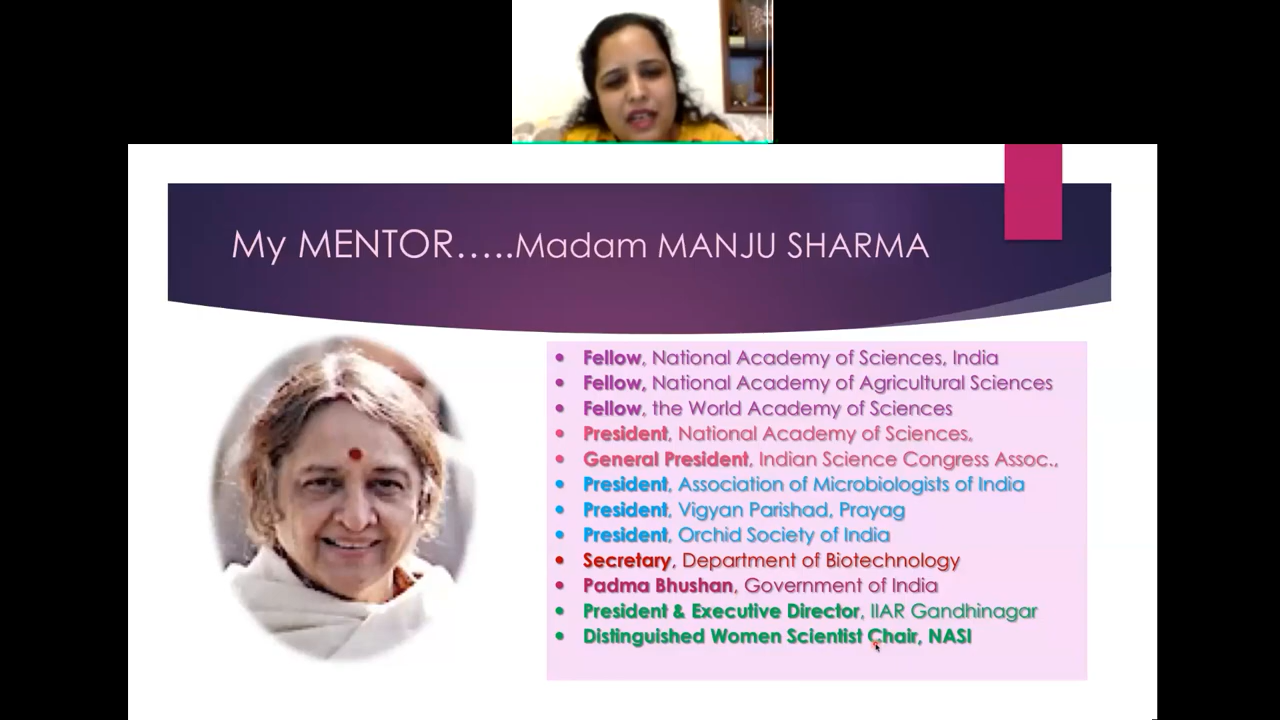 My MENTOR.....Madam MANJU SHARMA
• Fellow, National Academy of Sciences, India
• Fellow, National Academy of Agricultural Sciences
• Fellow, the World Academy of Sciences
• President, National Academy of Sciences,
• General President, Indian Science Congress Assoc.,
• President, Association of Microbiologists of India
• President, Vigyan Parishad, Prayag
• President, Orchid Society of India
• Secretary, Department of Biotechnology
• Padma Bhushan, Government of India
• President & Executive Director, IIAR Gandhinagar
• Distinguished Women Scientist Chair, NASI